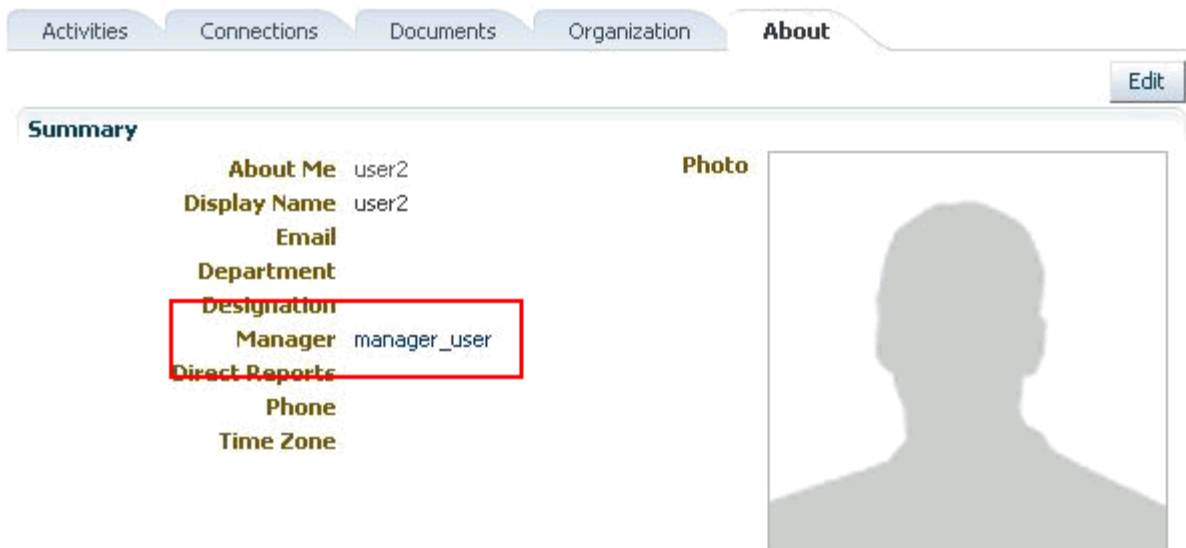 Activities Connections Documents Organization About
Edit
Summary
About Me user2
Photo
Display Name user2
Email
Department
Designation
Manager manager_user
Direct Reports
Phone
Time Zone